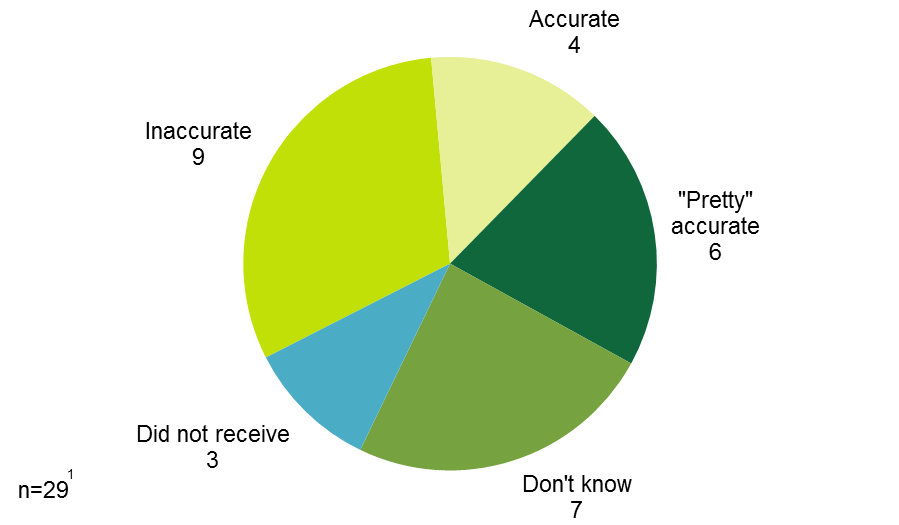 Accurate
4
Inaccurate
9
"Pretty"
accurate
6
Did not receive
3
Don't know
7
n=29¹